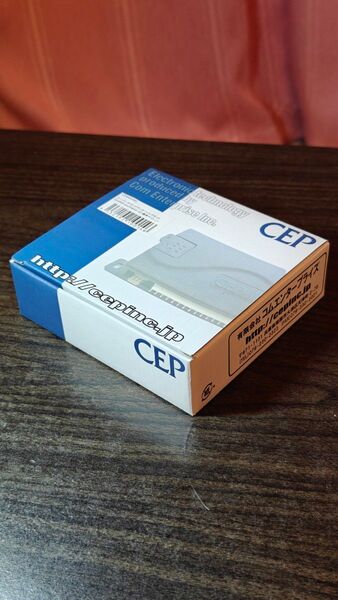 Electronic technology
produced by
Com Enterprise Inc.
CEP
http://cepinc.jp
CEP
有限会社 コムエンタープライズ
http://cepinc.jp